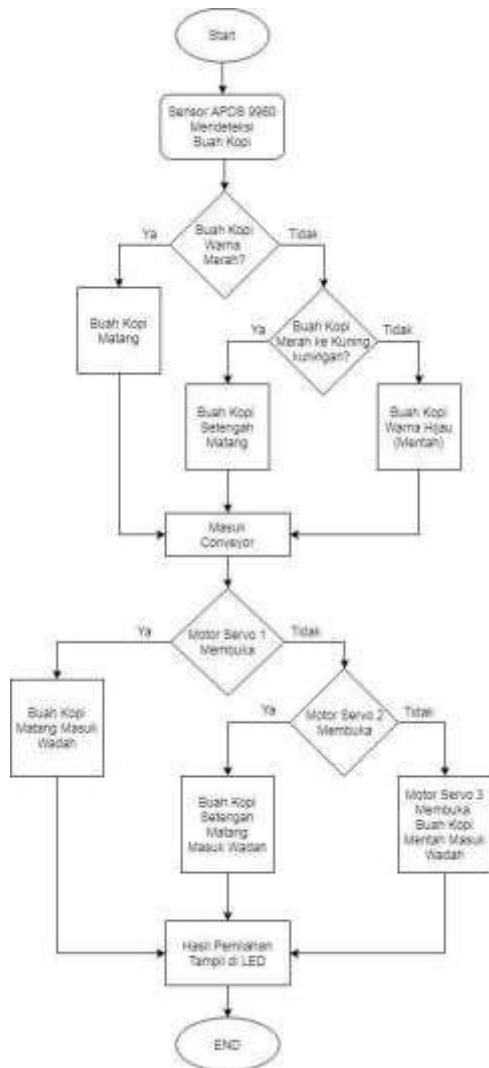 Start
Sensor APDS 9960
Mendeteksi
Buah Kopi
Buah Kopi
Warna
Merah?
Ya
Tidak
Buah Kopi
Matang
Buah Kopi
Merah ke Kuning
kuningan?
Ya
Tidak
Buah Kopi
Setengah
Matang
Buah Kopi
Warna Hijau
(Mentah)
Masuk
Conveyor
Motor Servo 1
Membuka
Ya
Tidak
Buah Kopi
Matang Masuk
Wadah
Motor Servo 2
Membuka
Ya
Tidak
Buah Kopi
Setengah
Matang
Masuk Wadah
Motor Servo 3
Membuka
Buah Kopi
Mentah Masuk
Wadah
Hasil Pemilahan
Tampil di LED
END